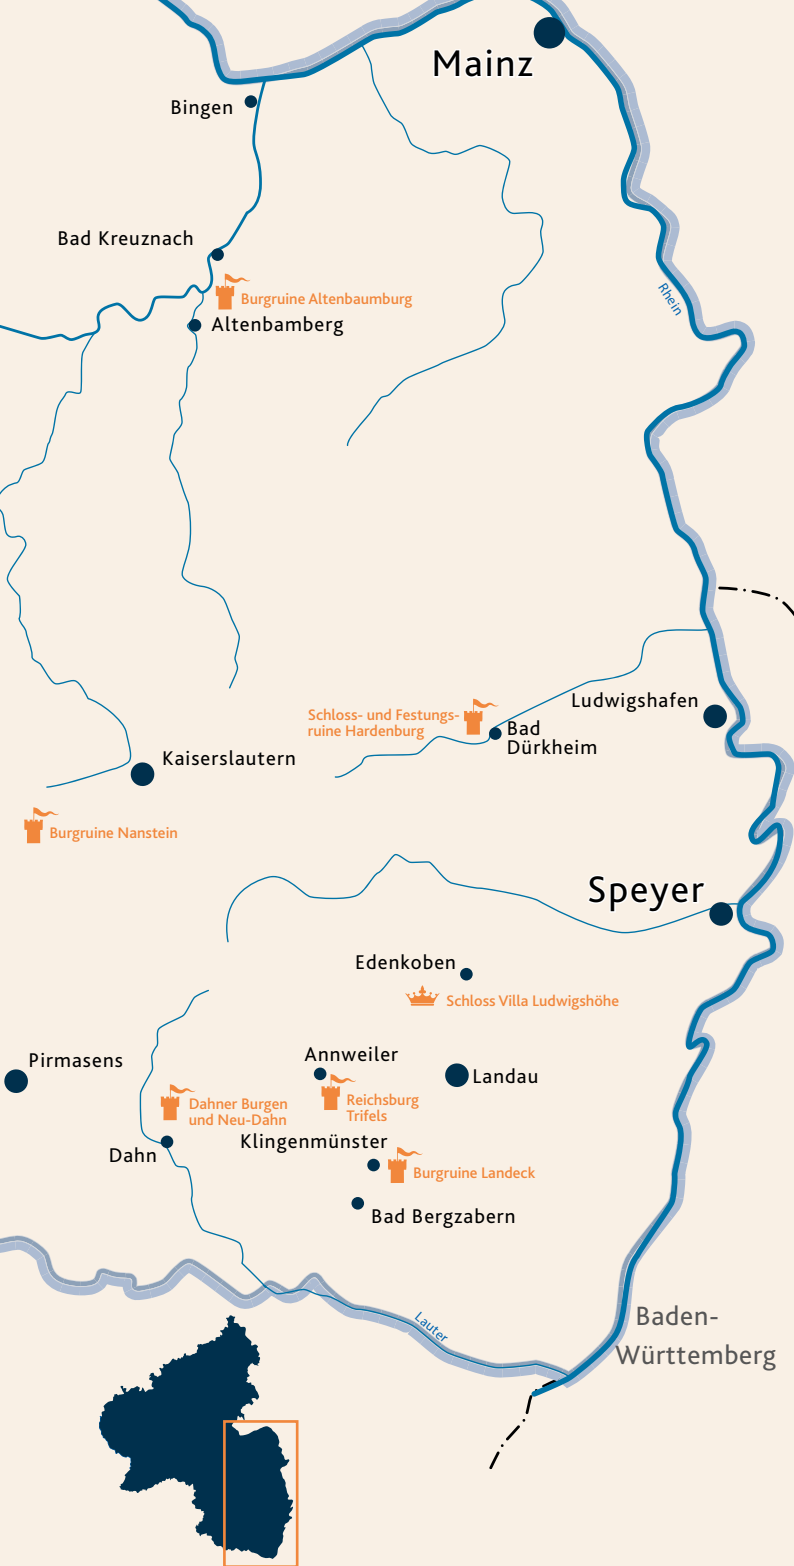 Mainz
Bingen
Bad Kreuznach
Burgruine Altenbaumburg
Rhein
Altenbamberg
Ludwigshafen
Schloss- und Festungs-
ruine Hardenburg
Bad
Dürkheim
Kaiserslautern
Burgruine Nanstein
Speyer
Edenkoben
Schloss Villa Ludwigshöhe
Annweiler
Pirmasens
Landau
Reichsburg
Trifels
Dahner Burgen
und Neu-Dahn
Klingenmünster
Dahn
Burgruine Landeck
Bad Bergzabern
Lauter
Baden-
Württemberg